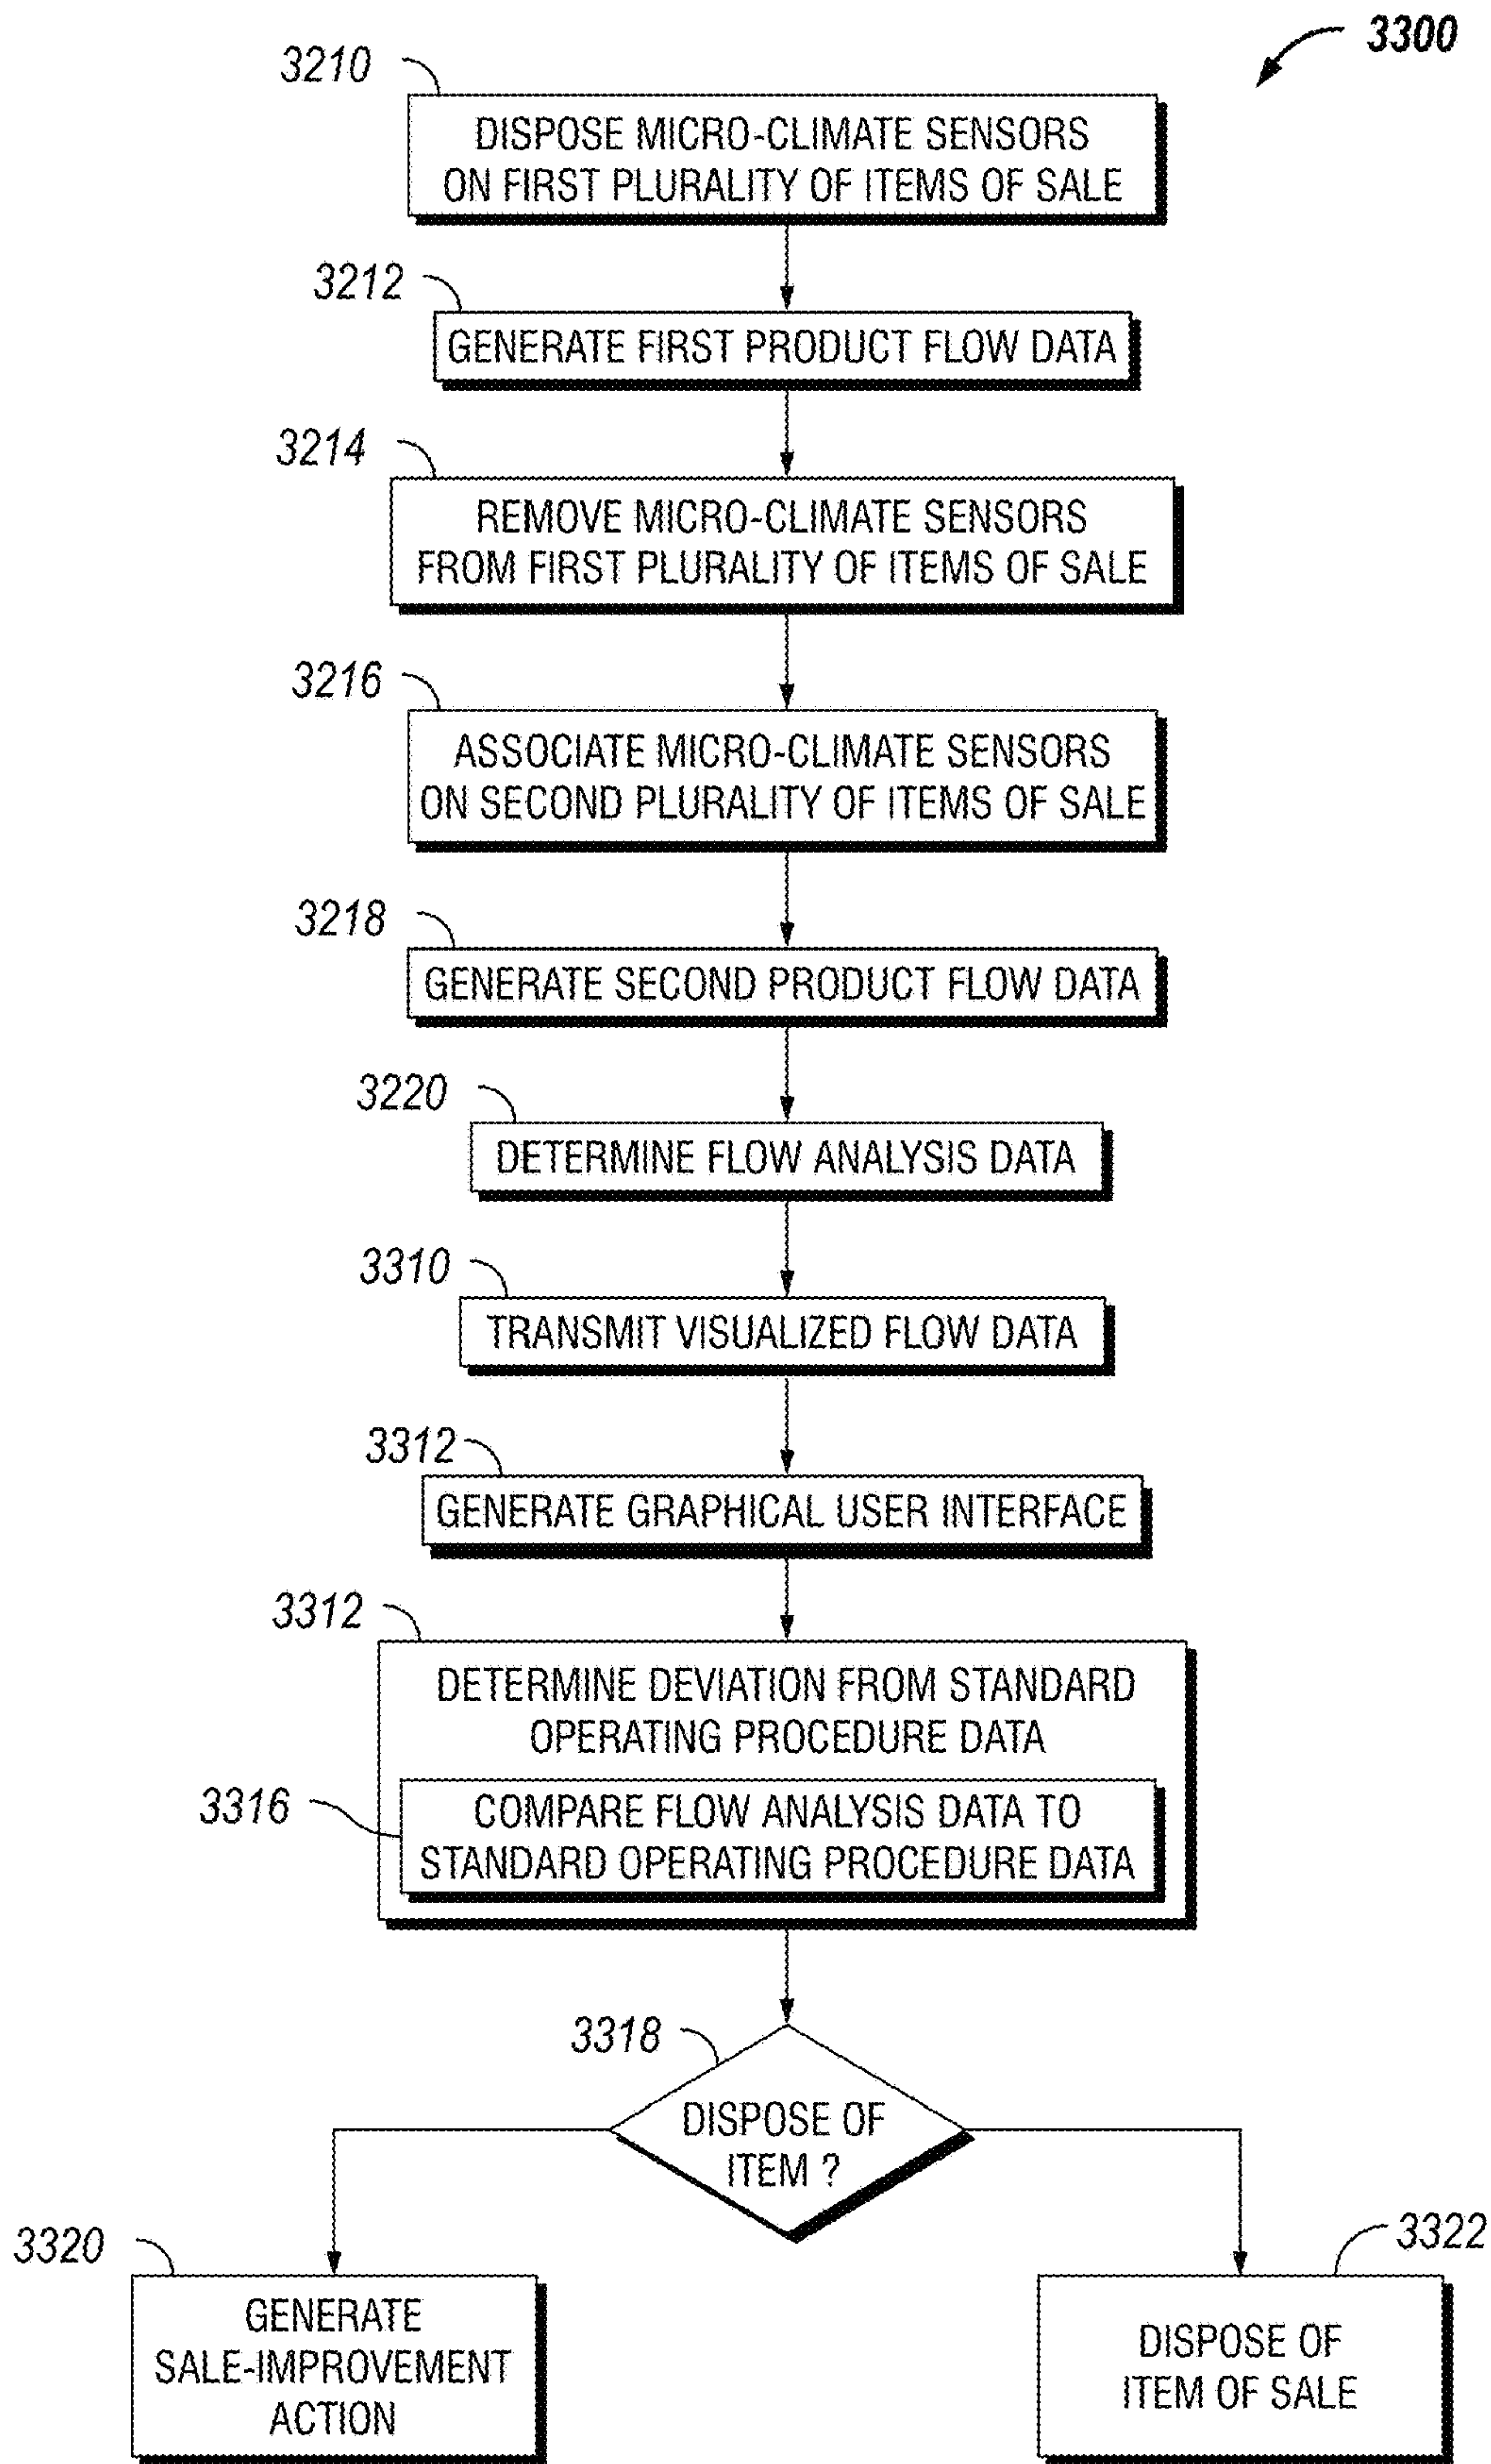 3300
3210
DISPOSE MICRO-CLIMATE SENSORS
ON FIRST PLURALITY OF ITEMS OF SALE
3212
GENERATE FIRST PRODUCT FLOW DATA
3214
REMOVE MICRO-CLIMATE SENSORS
FROM FIRST PLURALITY OF ITEMS OF SALE
3216
ASSOCIATE MICRO-CLIMATE SENSORS
ON SECOND PLURALITY OF ITEMS OF SALE
3218
GENERATE SECOND PRODUCT FLOW DATA
3220
DETERMINE FLOW ANALYSIS DATA
3310
TRANSMIT VISUALIZED FLOW DATA
3312
GENERATE GRAPHICAL USER INTERFACE
3312
DETERMINE DEVIATION FROM STANDARD
OPERATING PROCEDURE DATA
3316
COMPARE FLOW ANALYSIS DATA TO
STANDARD OPERATING PROCEDURE DATA
3318
DISPOSE OF
ITEM ?
3320
GENERATE
SALE-IMPROVEMENT
ACTION
3322
DISPOSE OF
ITEM OF SALE